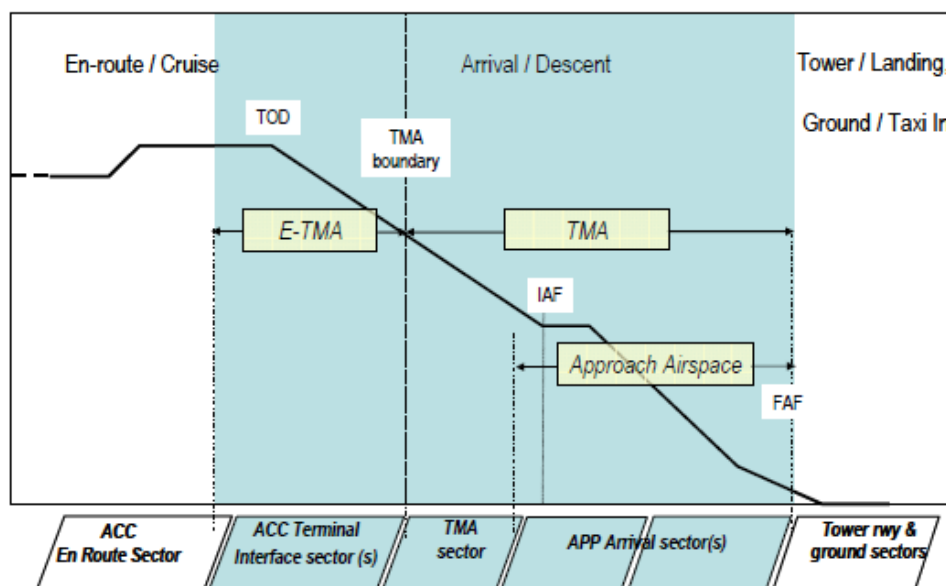 En-route / Cruise
Arrival / Descent
Tower / Landing,
Ground / Taxi In
TOD
TMA
boundary
E-TMA
TMA
IAF
Approach Airspace
FAF
ACC
En Route Sector
ACC Terminal
Interface sector (s)
TMA
sector
APP Arrival sector(s)
Tower rwy &
ground sectors